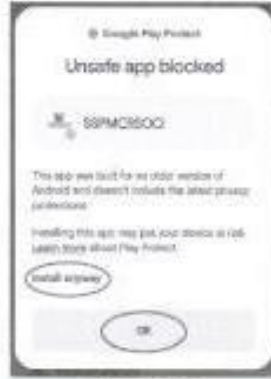 Google Play Protect
Unsafe app blocked
This app was built for an older version of
Android and doesn't include the latest privacy
protections
Installing this app may put your device at risk.
Learn more about Play Protect
Install anyway
OK